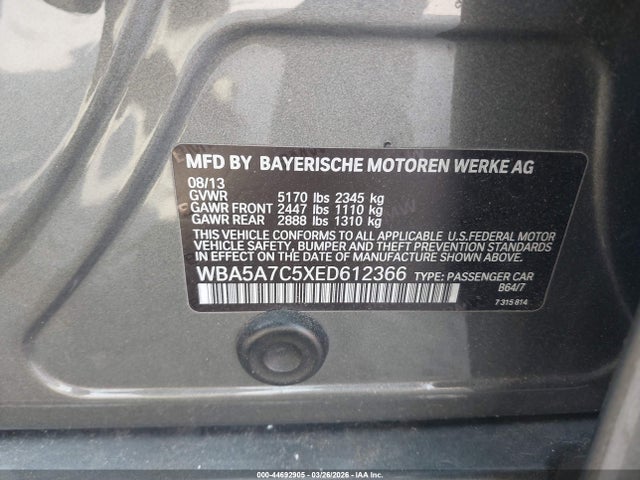 MFD BY BAYERISCHE MOTOREN WERKE AG
08/13
GVWR 5170 lbs 2345 kg
GAWR FRONT 2447 lbs 1110 kg
GAWR REAR 2888 lbs 1310 kg
THIS VEHICLE CONFORMS TO ALL APPLICABLE U.S.FEDERAL MOTOR
VEHICLE SAFETY, BUMPER AND THEFT PREVENTION STANDARDS
IN EFFECT ON THE DATE OF MANUFACTURE SHOWN ABOVE.
WBA5A7C5XED612366 TYPE: PASSENGER CAR
B64/7
7 315 814
000-44692905 - 03/26/2026 - IAA Corp.